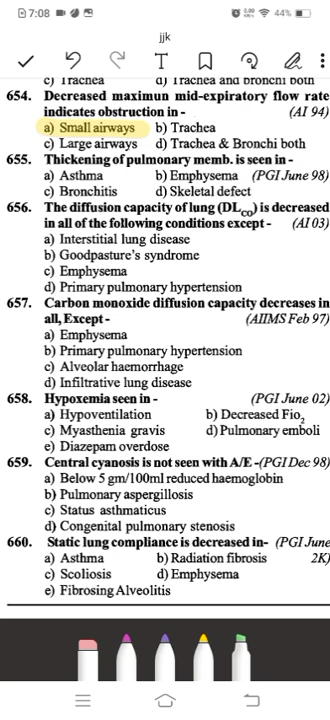 7:08
44%
jjk
T
c) Trachea d) Trachea and bronchi both
654. Decreased maximun mid-expiratory flow rate
indicates obstruction in - (AI 94)
a) Small airways b) Trachea
c) Large airways d) Trachea & Bronchi both
655. Thickening of pulmonary memb. is seen in -
a) Asthma b) Emphysema (PGI June 98)
c) Bronchitis d) Skeletal defect
656. The diffusion capacity of lung (DLCO) is decreased
in all of the following conditions except - (AI 03)
a) Interstitial lung disease
b) Goodpasture's syndrome
c) Emphysema
d) Primary pulmonary hypertension
657. Carbon monoxide diffusion capacity decreases in
all, Except - (AIIMS Feb 97)
a) Emphysema
b) Primary pulmonary hypertension
c) Alveolar haemorrhage
d) Infiltrative lung disease
658. Hypoxemia seen in - (PGI June 02)
a) Hypoventilation b) Decreased Fio2
c) Myasthenia gravis d) Pulmonary emboli
e) Diazepam overdose
659. Central cyanosis is not seen with A/E -(PGI Dec 98)
a) Below 5 gm/100ml reduced haemoglobin
b) Pulmonary aspergillosis
c) Status asthmaticus
d) Congenital pulmonary stenosis
660. Static lung compliance is decreased in- (PGI June
a) Asthma b) Radiation fibrosis 2K)
c) Scoliosis d) Emphysema
e) Fibrosing Alveolitis